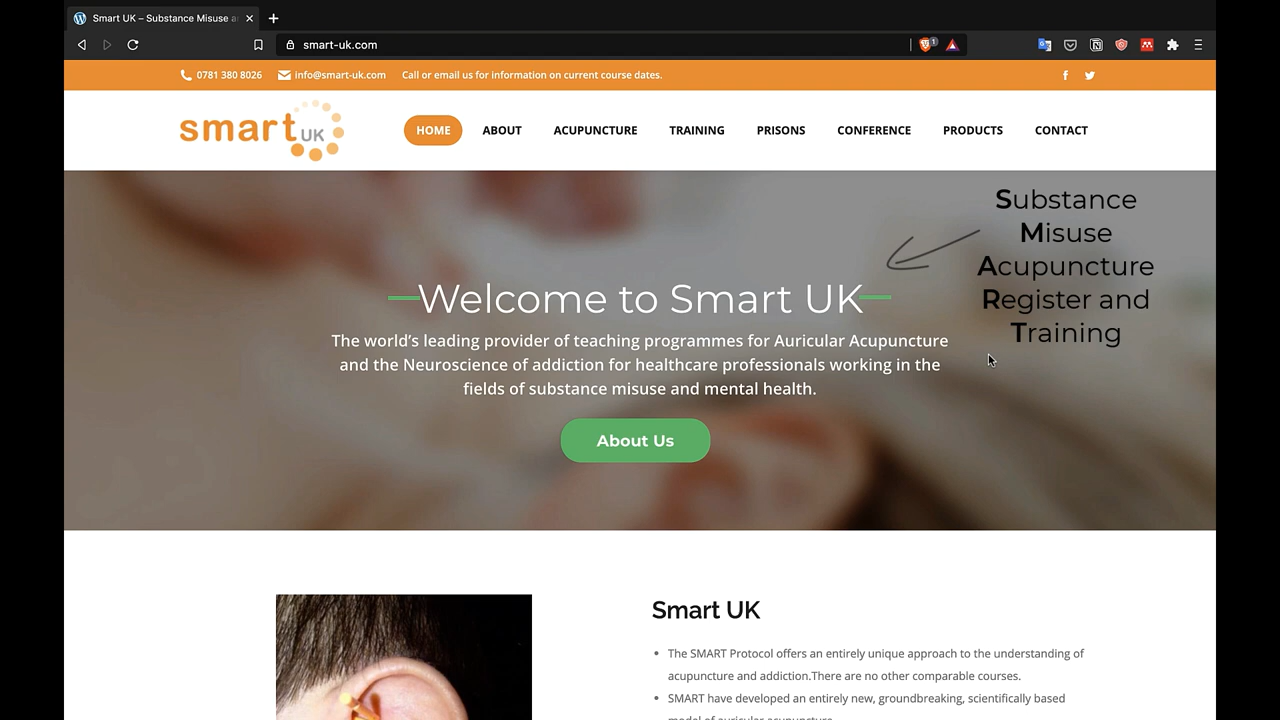 Smart UK – Substance Misuse a
smart-uk.com
1
0781 380 8026
info@smart-uk.com
Call or email us for information on current course dates.
smart UK
HOME
ABOUT
ACUPUNCTURE
TRAINING
PRISONS
CONFERENCE
PRODUCTS
CONTACT
Substance
Misuse
Acupuncture
Register and
Training
Welcome to Smart UK
The world’s leading provider of teaching programmes for Auricular Acupuncture
and the Neuroscience of addiction for healthcare professionals working in the
fields of substance misuse and mental health.
About Us
Smart UK
The SMART Protocol offers an entirely unique approach to the understanding of
acupuncture and addiction.There are no other comparable courses.
SMART have developed an entirely new, groundbreaking, scientifically based
model of auricular acupuncture